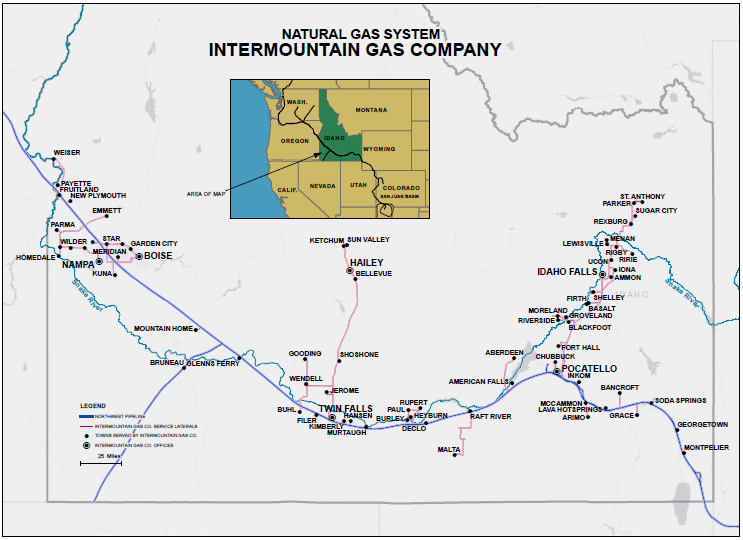 NATURAL GAS SYSTEM
INTERMOUNTAIN GAS COMPANY
WASH.
MONTANA
OREGON
IDAHO
WYOMING
NEVADA
UTAH
COLORADO
CALIF.
SAN JUAN BASIN
AREA OF MAP
WEISER
PAYETTE
FRUITLAND
NEW PLYMOUTH
EMMETT
PARMA
WILDER
STAR
GARDEN CITY
MERIDIAN
BOISE
HOMEDALE
NAMPA
KUNA
Snake River
MOUNTAIN HOME
BRUNEAU
GLENNS FERRY
KETCHUM
SUN VALLEY
HAILEY
BELLEVUE
GOODING
SHOSHONE
WENDELL
JEROME
BUHL
TWIN FALLS
FILER
HANSEN
KIMBERLY
MURTAUGH
RUPERT
PAUL
BURLEY
HEYBURN
DECLO
RAFT RIVER
MALTA
ABERDEEN
AMERICAN FALLS
ST. ANTHONY
PARKER
SUGAR CITY
REXBURG
LEWISVILLE
MENAN
RIGBY
UCON
RIRIE
IDAHO FALLS
IONA
AMMON
Snake River
FIRTH
SHELLEY
IDAHO
BASALT
MORELAND
GROVELAND
RIVERSIDE
BLACKFOOT
FORT HALL
CHUBBUCK
POCATELLO
INKOM
BANCROFT
MCCAMMON
LAVA HOTSPRINGS
SODA SPRINGS
ARIMO
GRACE
GEORGETOWN
MONTPELIER
LEGEND
NORTHWEST PIPELINE
INTERMOUNTAIN GAS CO. SERVICE LATERALS
TOWNS SERVED BY INTERMOUNTAIN GAS CO.
INTERMOUNTAIN GAS CO. OFFICES
25 Miles